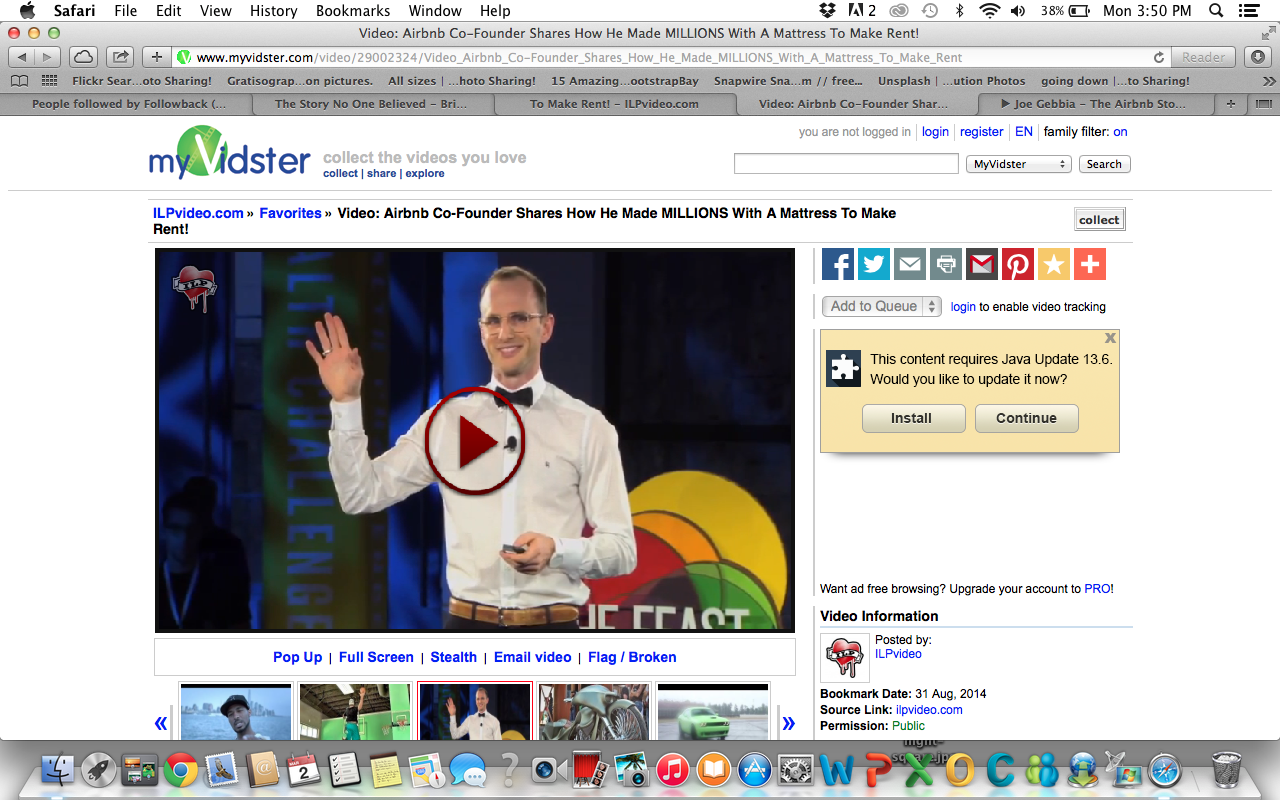 Safari File Edit View History Bookmarks Window Help 2 38% Mon 3:50 PM
Video: Airbnb Co-Founder Shares How He Made MILLIONS With A Mattress To Make Rent!
www.myvidster.com/video/29002324/Video_Airbnb_Co-Founder_Shares_How_He_Made_MILLIONS_With_A_Mattress_To_Make_Rent Reader
Flickr Sear...oto Sharing! Gratisograp...on pictures. All sizes | ...hoto Sharing! 15 Amazing...ootstrapBay Snapwire Sna...m // free... Unsplash | ...ution Photos going down |...to Sharing!
People followed by Followback (... The Story No One Believed – Bri... To Make Rent! – ILPvideo.com Video: Airbnb Co-Founder Shar... ▶ Joe Gebbia – The Airbnb Sto...
you are not logged in login register EN family filter: on
myVidster collect the videos you love
collect | share | explore
MyVidster Search
ILPvideo.com » Favorites » Video: Airbnb Co-Founder Shares How He Made MILLIONS With A Mattress To Make
Rent!
collect
ILP
ALTH CHALLENGE
THE FEAST
Add to Queue login to enable video tracking
x
This content requires Java Update 13.6.
Would you like to update it now?
Install Continue
Want ad free browsing? Upgrade your account to PRO!
Video Information
ILP
Posted by:
ILPvideo
Bookmark Date: 31 Aug, 2014
Source Link: ilpvideo.com
Permission: Public
Pop Up | Full Screen | Stealth | Email video | Flag / Broken
« »
MAR
2